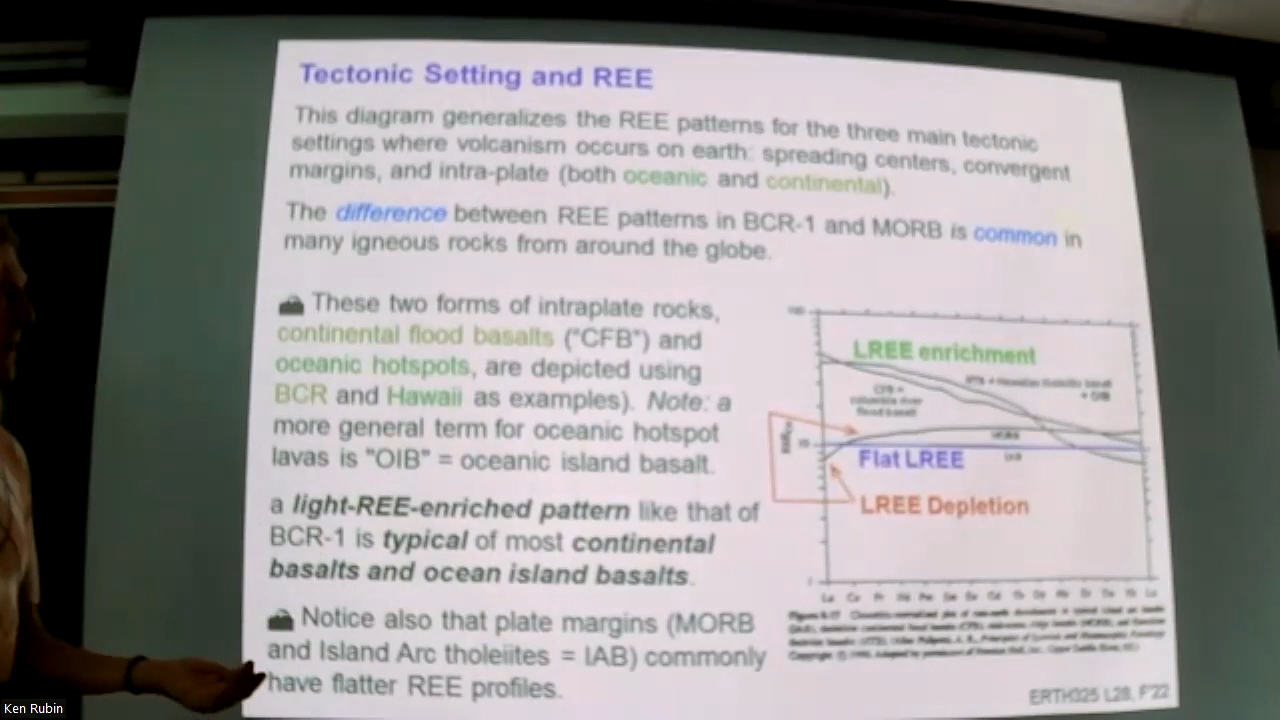 Tectonic Setting and REE
This diagram generalizes the REE patterns for the three main tectonic
settings where volcanism occurs on earth: spreading centers, convergent
margins, and intra-plate (both oceanic and continental).
The difference between REE patterns in BCR-1 and MORB is common in
many igneous rocks from around the globe.
These two forms of intraplate rocks,
continental flood basalts ("CFB") and
oceanic hotspots, are depicted using
BCR and Hawaii as examples). Note: a
more general term for oceanic hotspot
lavas is "OIB" = oceanic island basalt.
a light-REE-enriched pattern like that of
BCR-1 is typical of most continental
basalts and ocean island basalts.
Notice also that plate margins (MORB
and Island Arc tholeiites = IAB) commonly
have flatter REE profiles.
LREE enrichment
CFB =
columbia river
flood basalt
= OIB
MORB
Flat LREE
IAB
LREE Depletion
ERTH325 L28, F'22
Ken Rubin